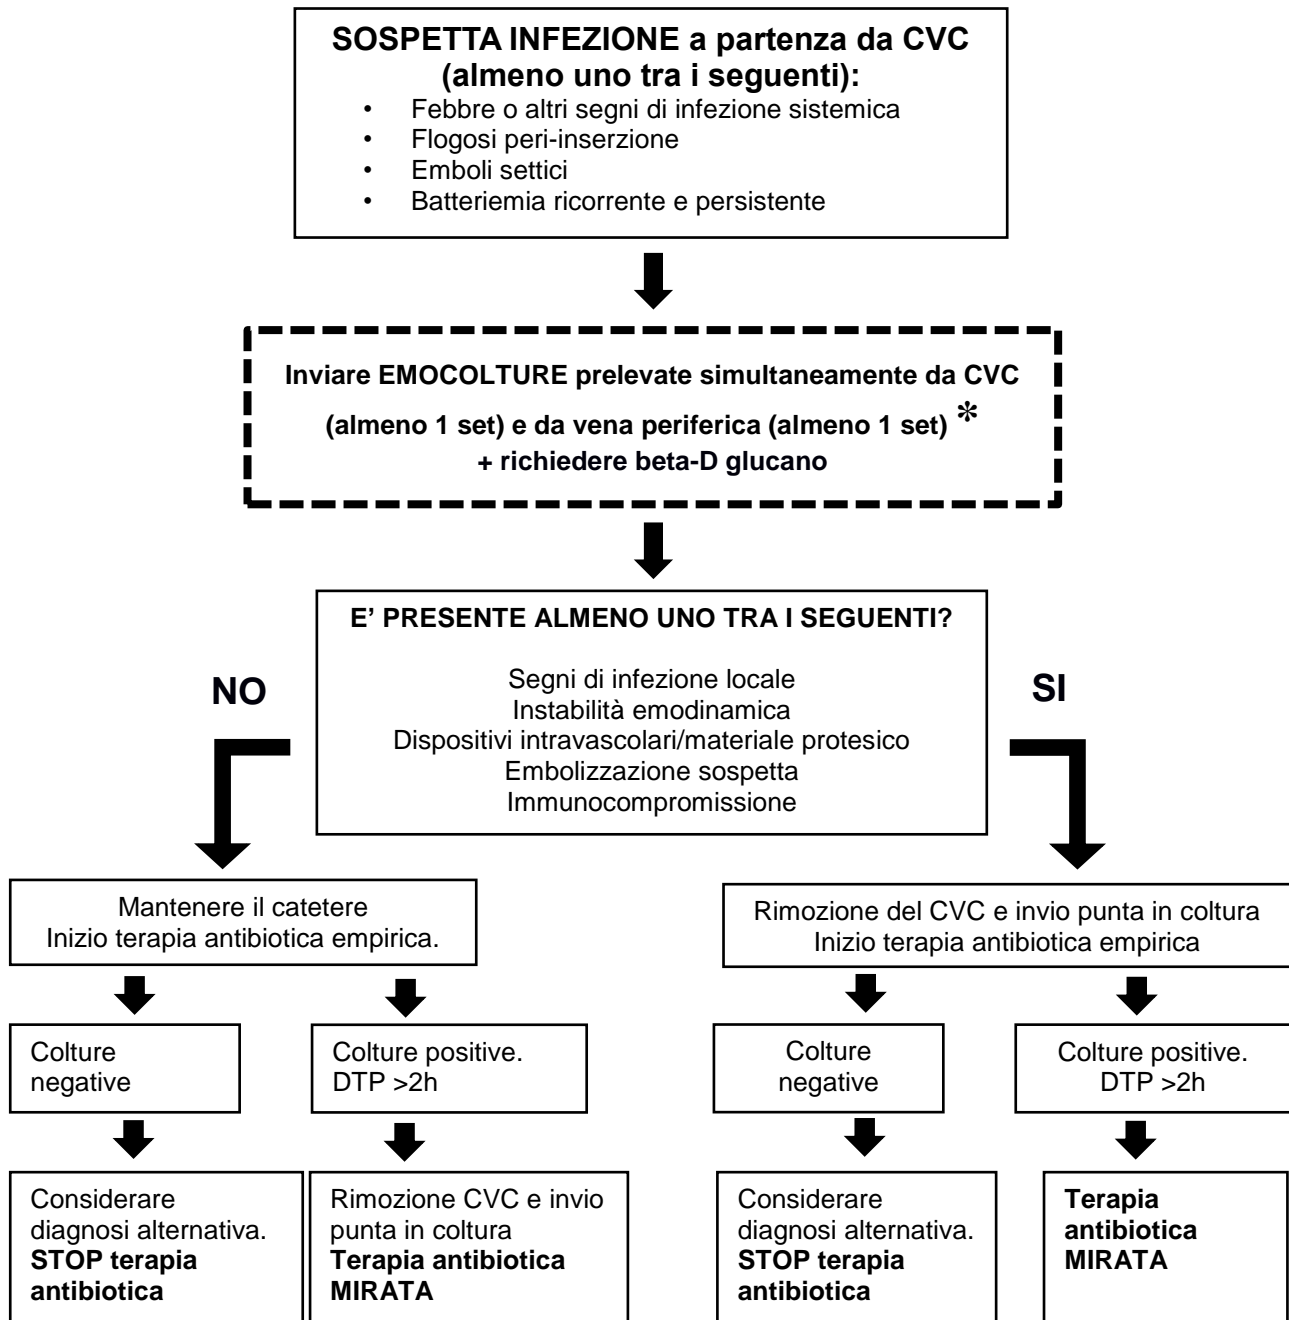 SOSPETTA INFEZIONE a partenza da CVC
(almeno uno tra i seguenti):
• Febbre o altri segni di infezione sistemica
• Flogosi peri-inserzione
• Emboli settici
• Batteriemia ricorrente e persistente
Inviare EMOCOLTURE prelevate simultaneamente da CVC
(almeno 1 set) e da vena periferica (almeno 1 set) *
+ richiedere beta-D glucano
E’ PRESENTE ALMENO UNO TRA I SEGUENTI?
Segni di infezione locale
Instabilità emodinamica
Dispositivi intravascolari/materiale protesico
Embolizzazione sospetta
Immunocompromissione
NO
SI
Mantenere il catetere
Inizio terapia antibiotica empirica.
Rimozione del CVC e invio punta in coltura
Inizio terapia antibiotica empirica
Colture
negative
Colture positive.
DTP >2h
Colture
negative
Colture positive.
DTP >2h
Considerare
diagnosi alternativa.
STOP terapia
antibiotica
Rimozione CVC e invio
punta in coltura
Terapia antibiotica
MIRATA
Considerare
diagnosi alternativa.
STOP terapia
antibiotica
Terapia
antibiotica
MIRATA